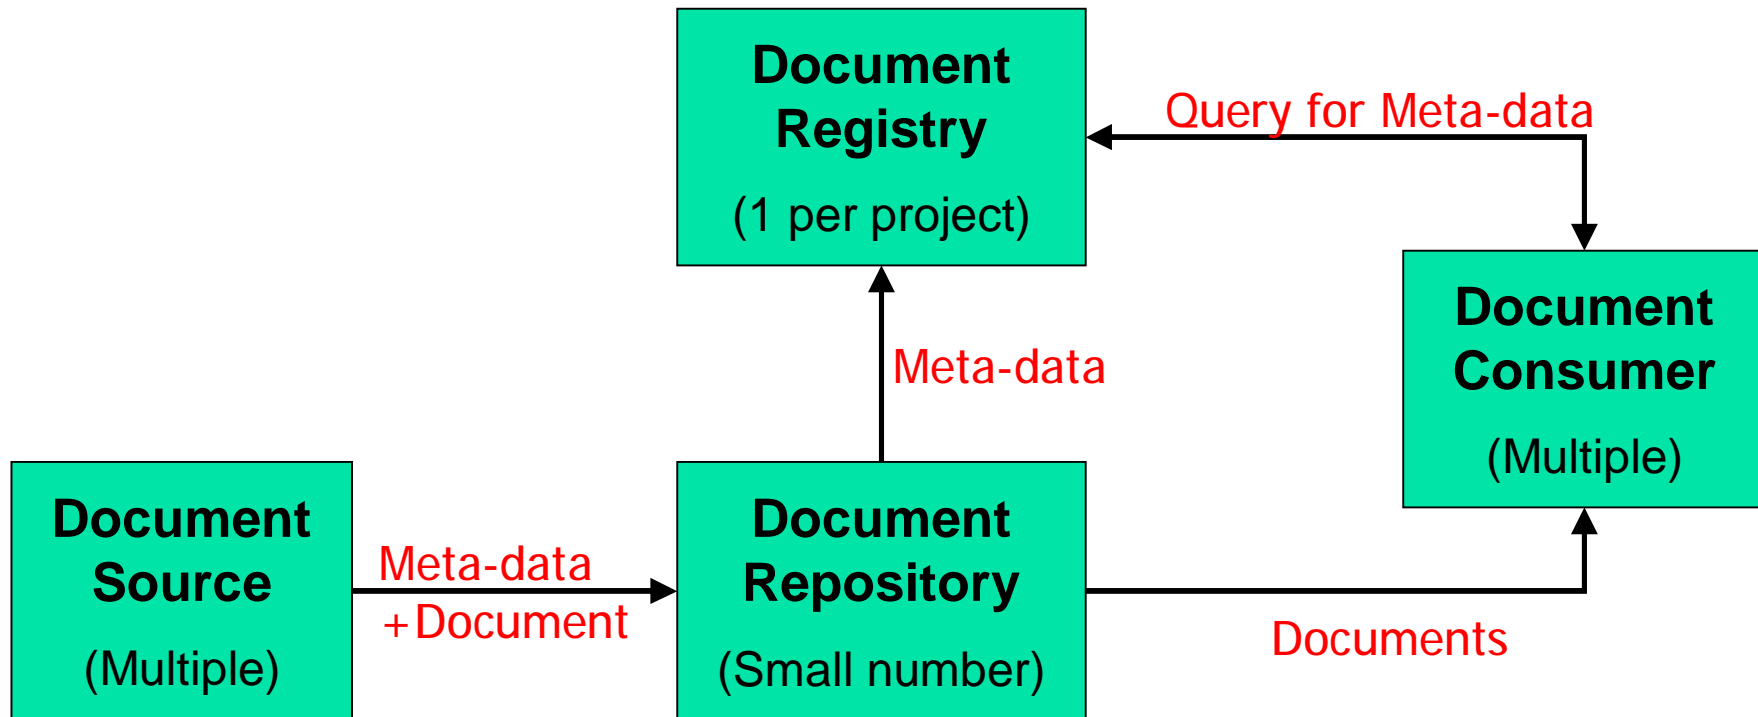 Document
Registry
(1 per project)
Query for Meta-data
Meta-data
Document
Consumer
(Multiple)
Document
Source
(Multiple)
Meta-data
+Document
Document
Repository
(Small number)
Documents